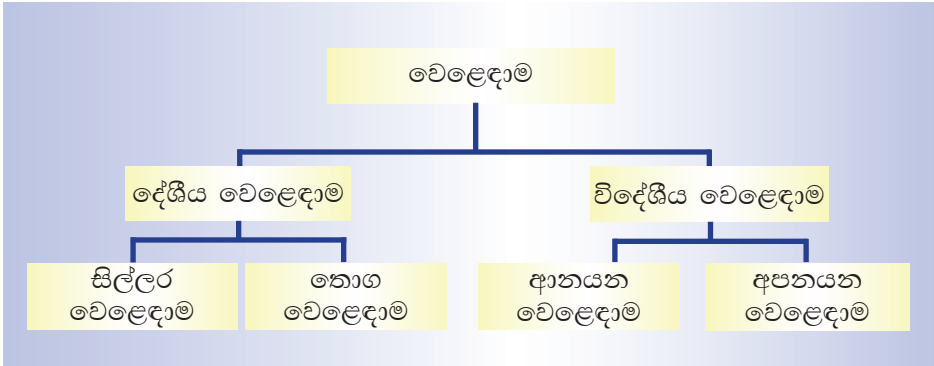 වෙළෙඳාම
දේශීය වෙළෙඳාම
විදේශීය වෙළෙඳාම
සිල්ලර
වෙළෙඳාම
තොග
වෙළෙඳාම
ආනයන
වෙළෙඳාම
අපනයන
වෙළෙඳාම